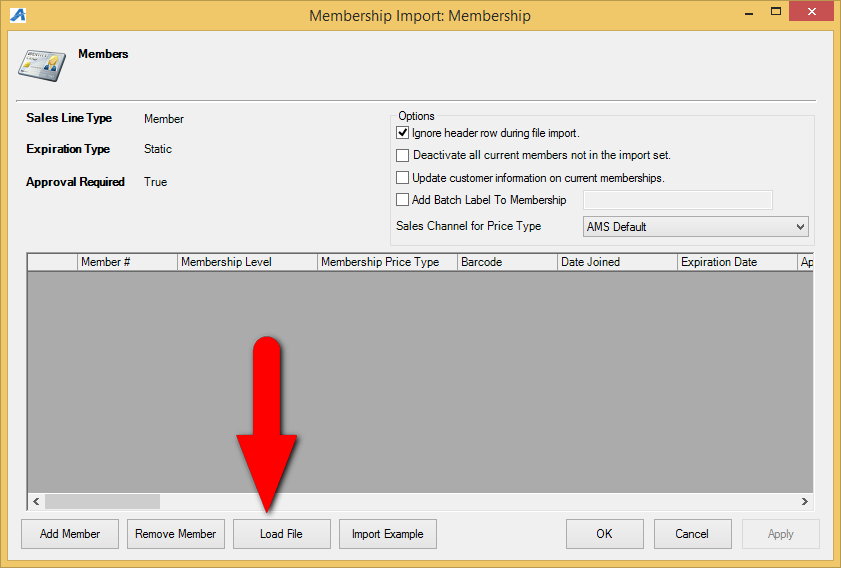 Membership Import: Membership
Members
Sales Line Type Member
Expiration Type Static
Approval Required True
Options
Ignore header row during file import.
Deactivate all current members not in the import set.
Update customer information on current memberships.
Add Batch Label To Membership
Sales Channel for Price Type AMS Default
Member # Membership Level Membership Price Type Barcode Date Joined Expiration Date Ap
Add Member Remove Member Load File Import Example OK Cancel Apply